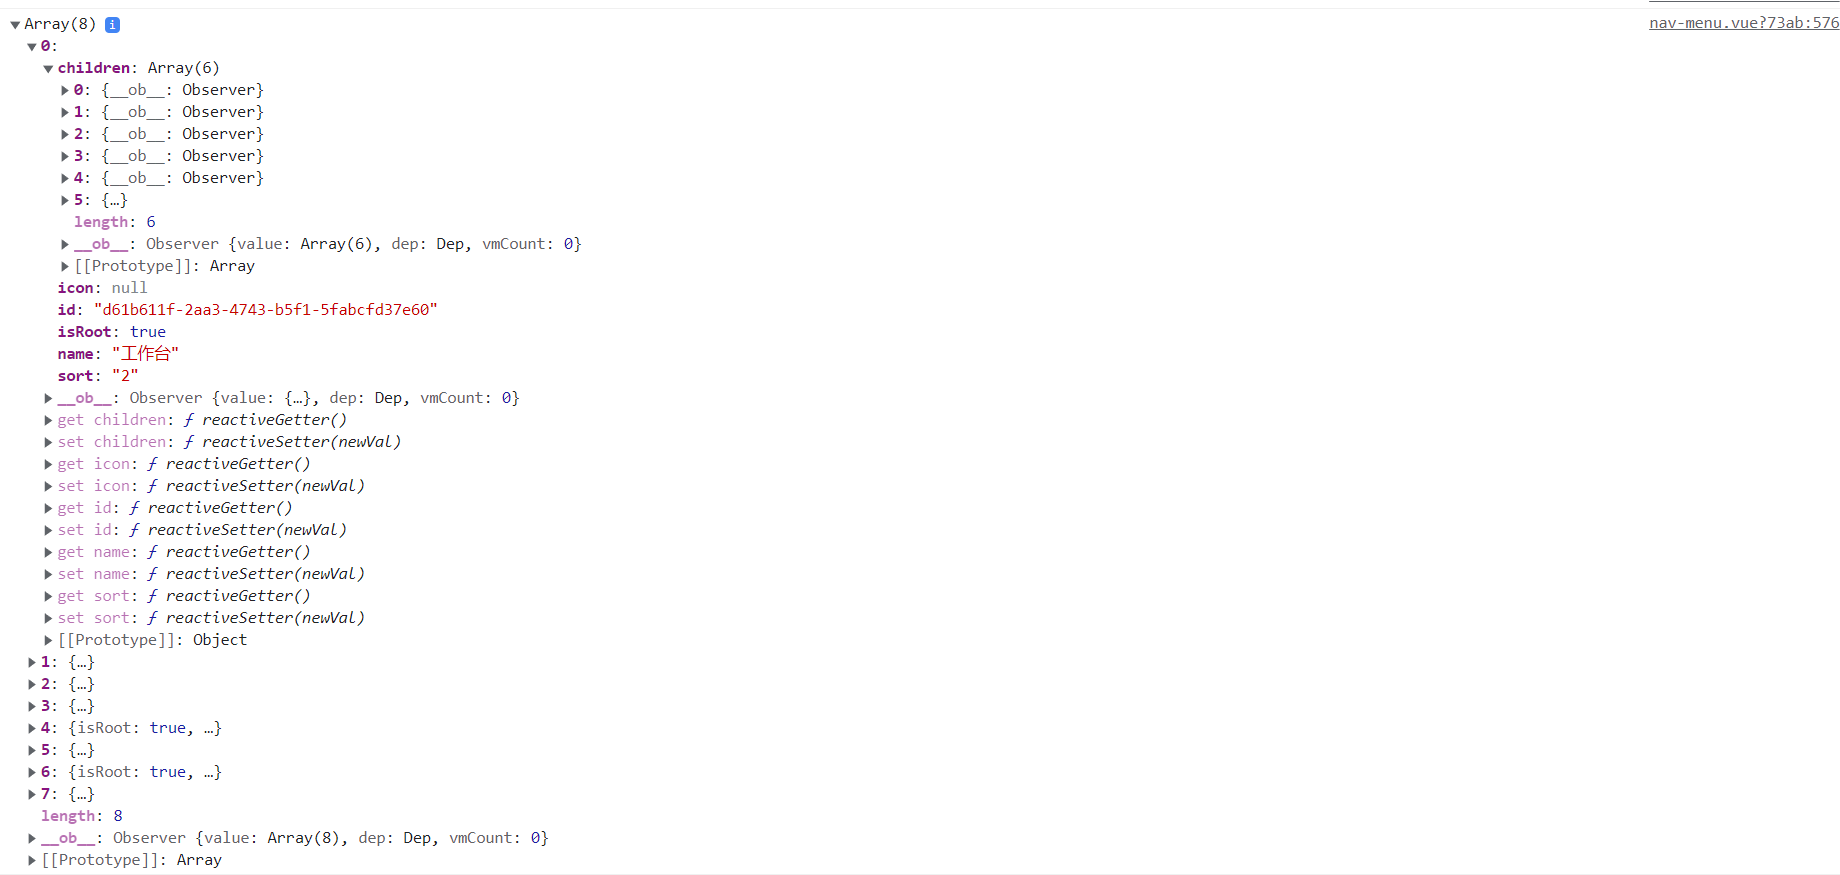 Array(8) i nav-menu.vue?73ab:576
0:
children: Array(6)
0: {__ob__: Observer}
1: {__ob__: Observer}
2: {__ob__: Observer}
3: {__ob__: Observer}
4: {__ob__: Observer}
5: {…}
length: 6
__ob__: Observer {value: Array(6), dep: Dep, vmCount: 0}
[[Prototype]]: Array
icon: null
id: "d61b611f-2aa3-4743-b5f1-5fabcfd37e60"
isRoot: true
name: "工作台"
sort: "2"
__ob__: Observer {value: {…}, dep: Dep, vmCount: 0}
get children: ƒ reactiveGetter()
set children: ƒ reactiveSetter(newVal)
get icon: ƒ reactiveGetter()
set icon: ƒ reactiveSetter(newVal)
get id: ƒ reactiveGetter()
set id: ƒ reactiveSetter(newVal)
get name: ƒ reactiveGetter()
set name: ƒ reactiveSetter(newVal)
get sort: ƒ reactiveGetter()
set sort: ƒ reactiveSetter(newVal)
[[Prototype]]: Object
1: {…}
2: {…}
3: {…}
4: {isRoot: true, …}
5: {…}
6: {isRoot: true, …}
7: {…}
length: 8
__ob__: Observer {value: Array(8), dep: Dep, vmCount: 0}
[[Prototype]]: Array